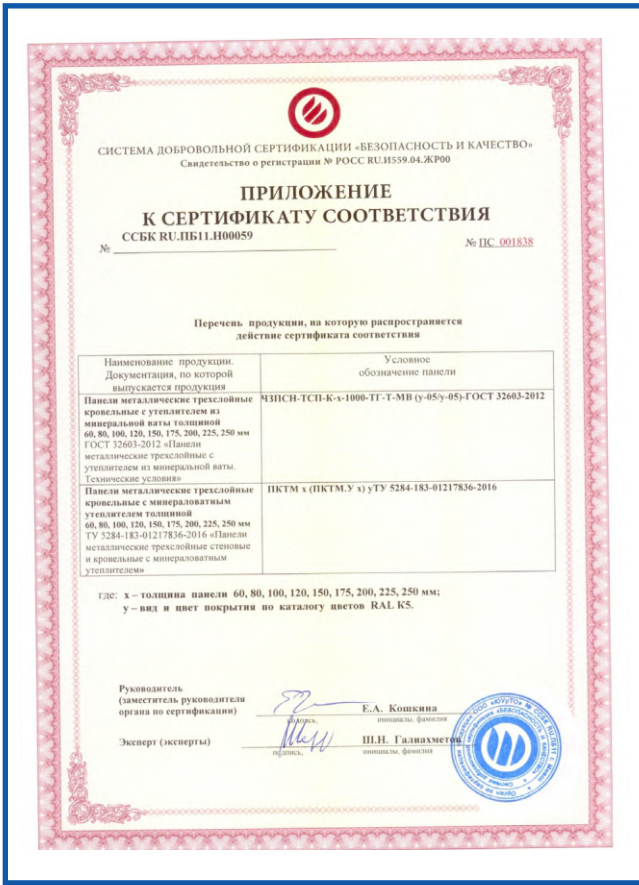 СИСТЕМА ДОБРОВОЛЬНОЙ СЕРТИФИКАЦИИ «БЕЗОПАСНОСТЬ И КАЧЕСТВО»
Свидетельство о регистрации № РОСС RU.И559.04.ЖР00
ПРИЛОЖЕНИЕ
К СЕРТИФИКАТУ СООТВЕТСТВИЯ
№ ССБК RU.ПБ11.Н00059
№ ПС 001838
Перечень продукции, на которую распространяется
действие сертификата соответствия
Наименование продукции.
Документация, по которой
выпускается продукция
Условное
обозначение панели
Панели металлические трехслойные
кровельные с утеплителем из
минеральной ваты толщиной
60, 80, 100, 120, 150, 175, 200, 225, 250 мм
ГОСТ 32603-2012 «Панели
металлические трехслойные с
утеплителем из минеральной ваты.
Технические условия»
ЧЗПСН-ТСП-К-х-1000-ТГ-Т-МВ (у-05/у-05)-ГОСТ 32603-2012
Панели металлические трехслойные
кровельные с минераловатным
утеплителем толщиной
60, 80, 100, 120, 150, 175, 200, 225, 250 мм
ТУ 5284-183-01217836-2016 «Панели
металлические трехслойные стеновые
и кровельные с минераловатным
утеплителем»
ПКТМ х (ПКТМ.У х) уТУ 5284-183-01217836-2016
где: х – толщина панели 60, 80, 100, 120, 150, 175, 200, 225, 250 мм;
у – вид и цвет покрытия по каталогу цветов RAL K5.
Руководитель
(заместитель руководителя
органа по сертификации)
подпись,
Е.А. Кошкина
инициалы, фамилия
Эксперт (эксперты)
подпись,
Ш.Н. Галиахметов
инициалы, фамилия